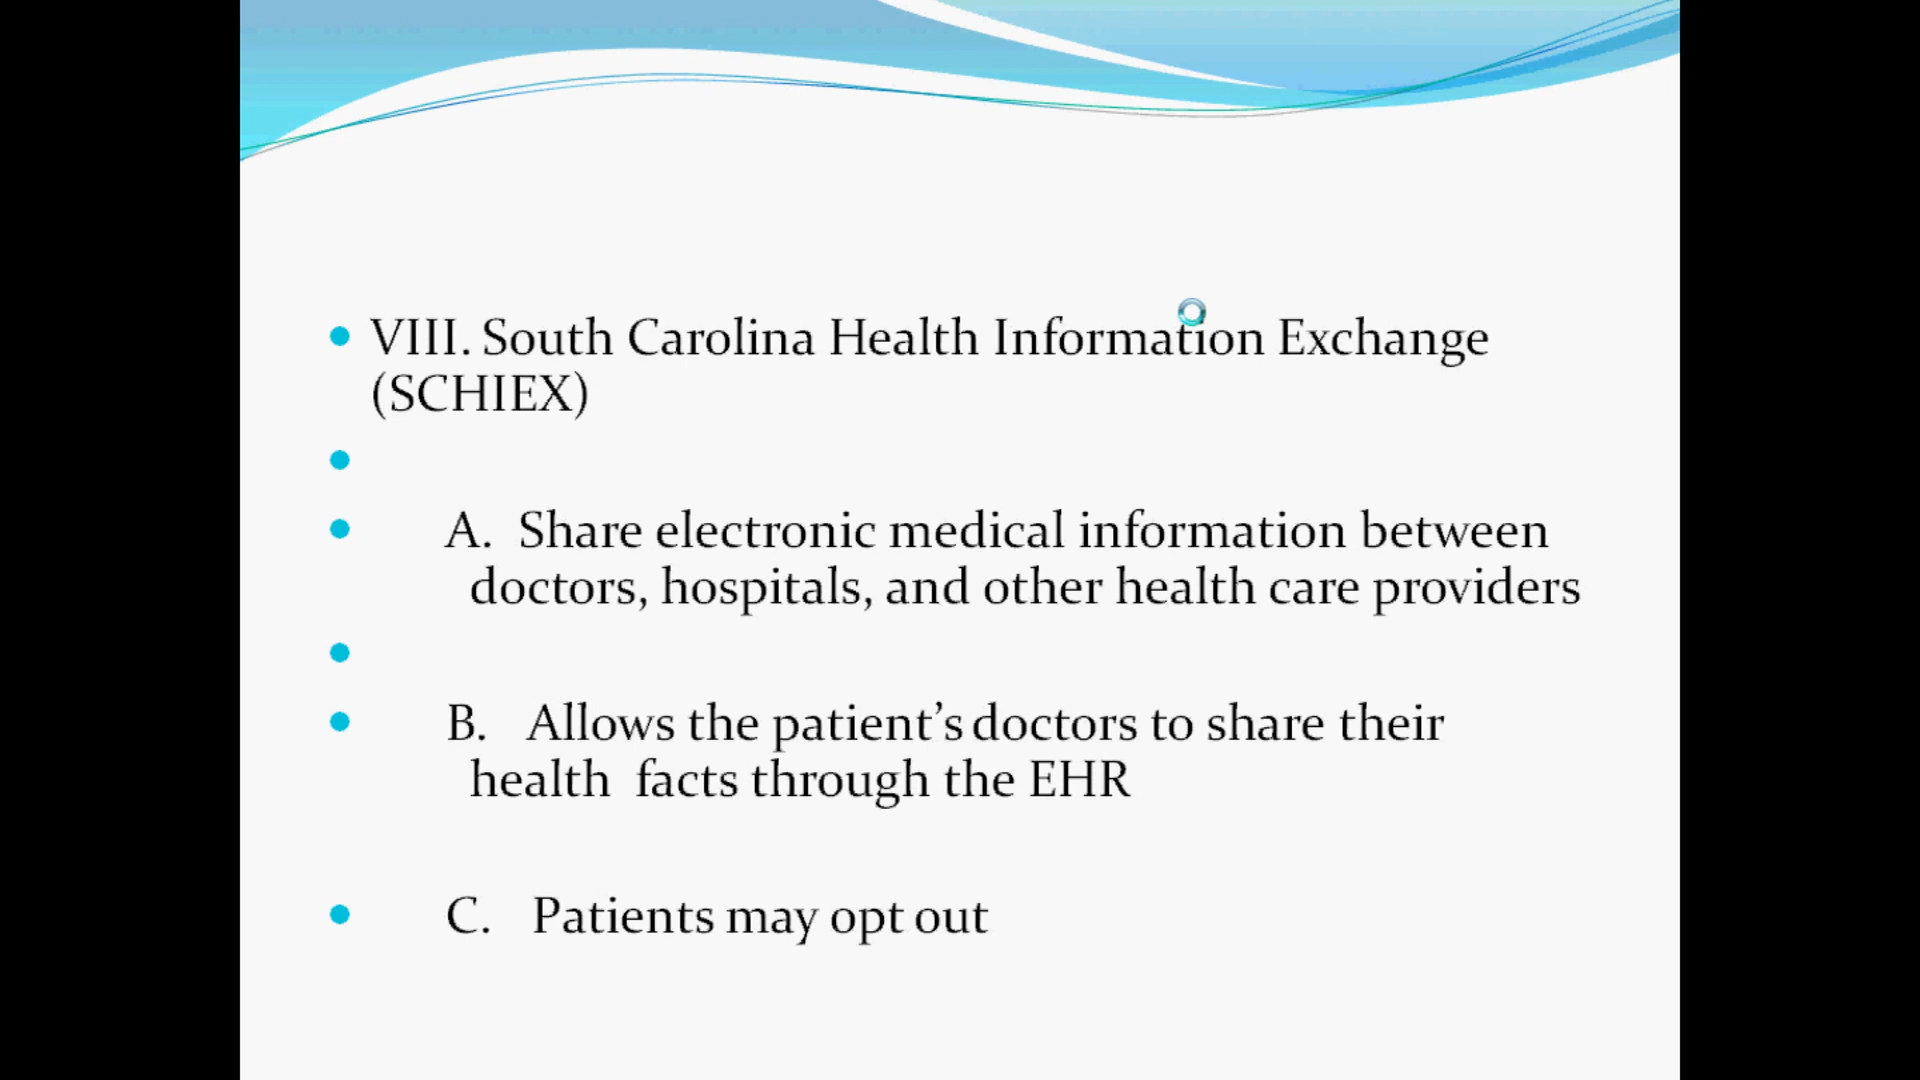 VIII. South Carolina Health Information Exchange
(SCHIEX)
A. Share electronic medical information between
doctors, hospitals, and other health care providers
B. Allows the patient’s doctors to share their
health facts through the EHR
C. Patients may opt out